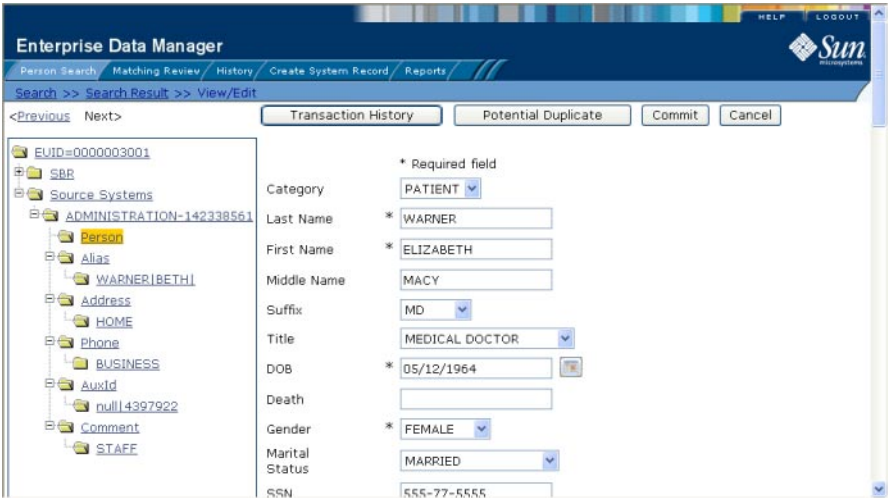 HELP LOGOUT
Enterprise Data Manager
Sun
microsystems
Person Search Matching Review History Create System Record Reports
Search >> Search Result >> View/Edit
<Previous Next> Transaction History Potential Duplicate Commit Cancel
EUID=0000003001
SBR
Source Systems
ADMINISTRATION-142338561
Person
Alias
WARNER|BETH|
Address
HOME
Phone
BUSINESS
AuxId
null|4397922
Comment
STAFF
* Required field
Category PATIENT
Last Name * WARNER
First Name * ELIZABETH
Middle Name MACY
Suffix MD
Title MEDICAL DOCTOR
DOB * 05/12/1964
Death
Gender * FEMALE
Marital
Status MARRIED
SSN 555-77-5555